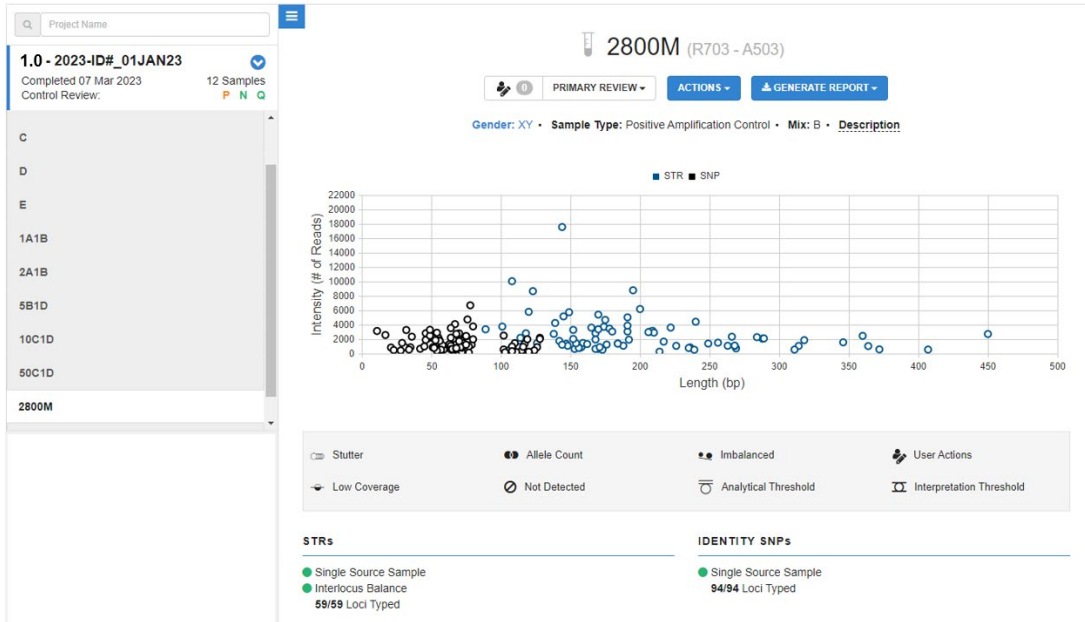 Project Name
1.0 - 2023-ID#_01JAN23
Completed 07 Mar 2023 12 Samples
Control Review: P N Q
C
D
E
1A1B
2A1B
5B1D
10C1D
50C1D
2800M
2800M (R703 - A503)
0 PRIMARY REVIEW ACTIONS GENERATE REPORT
Gender: XY • Sample Type: Positive Amplification Control • Mix: B • Description
STR SNP
Intensity (# of Reads)
22000
20000
18000
16000
14000
12000
10000
8000
6000
4000
2000
0
0 50 100 150 200 250 300 350 400 450 500
Length (bp)
Stutter Allele Count Imbalanced User Actions
Low Coverage Not Detected Analytical Threshold Interpretation Threshold
STRs
Single Source Sample
Interlocus Balance
59/59 Loci Typed
IDENTITY SNPs
Single Source Sample
94/94 Loci Typed